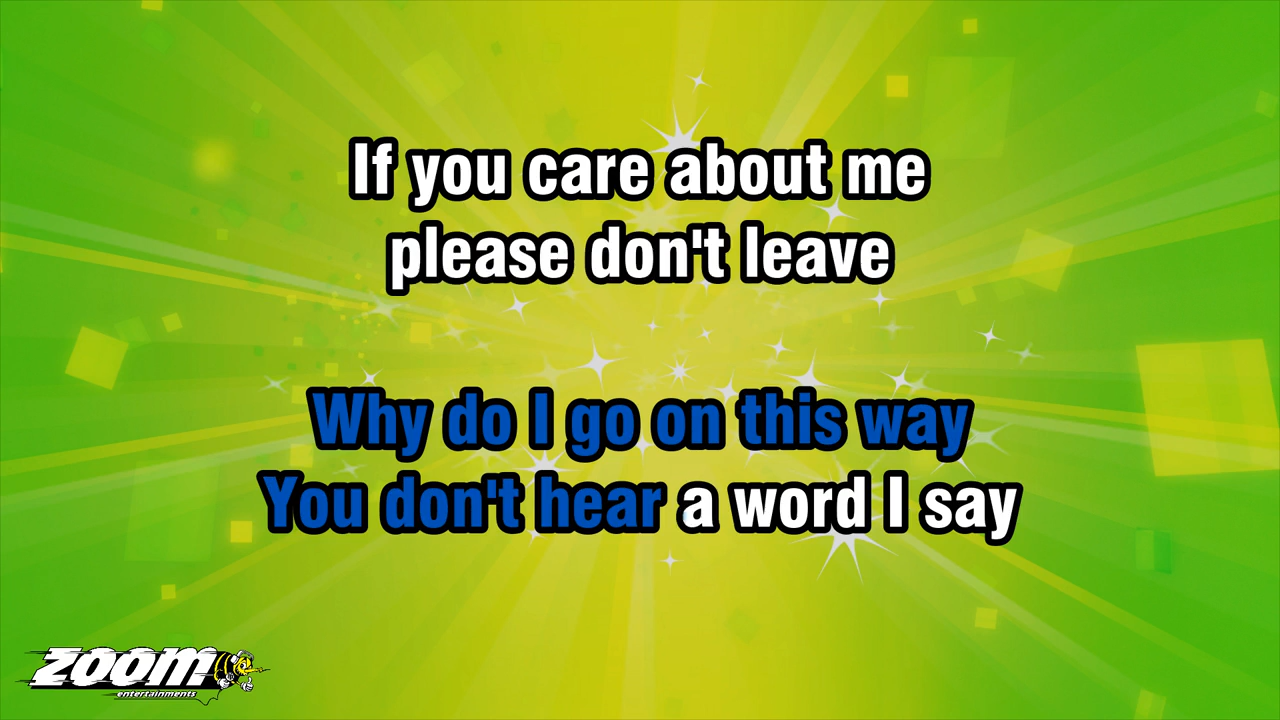 If you care about me
please don't leave
Why do I go on this way
You don't hear a word I say
ZOOM
entertainments